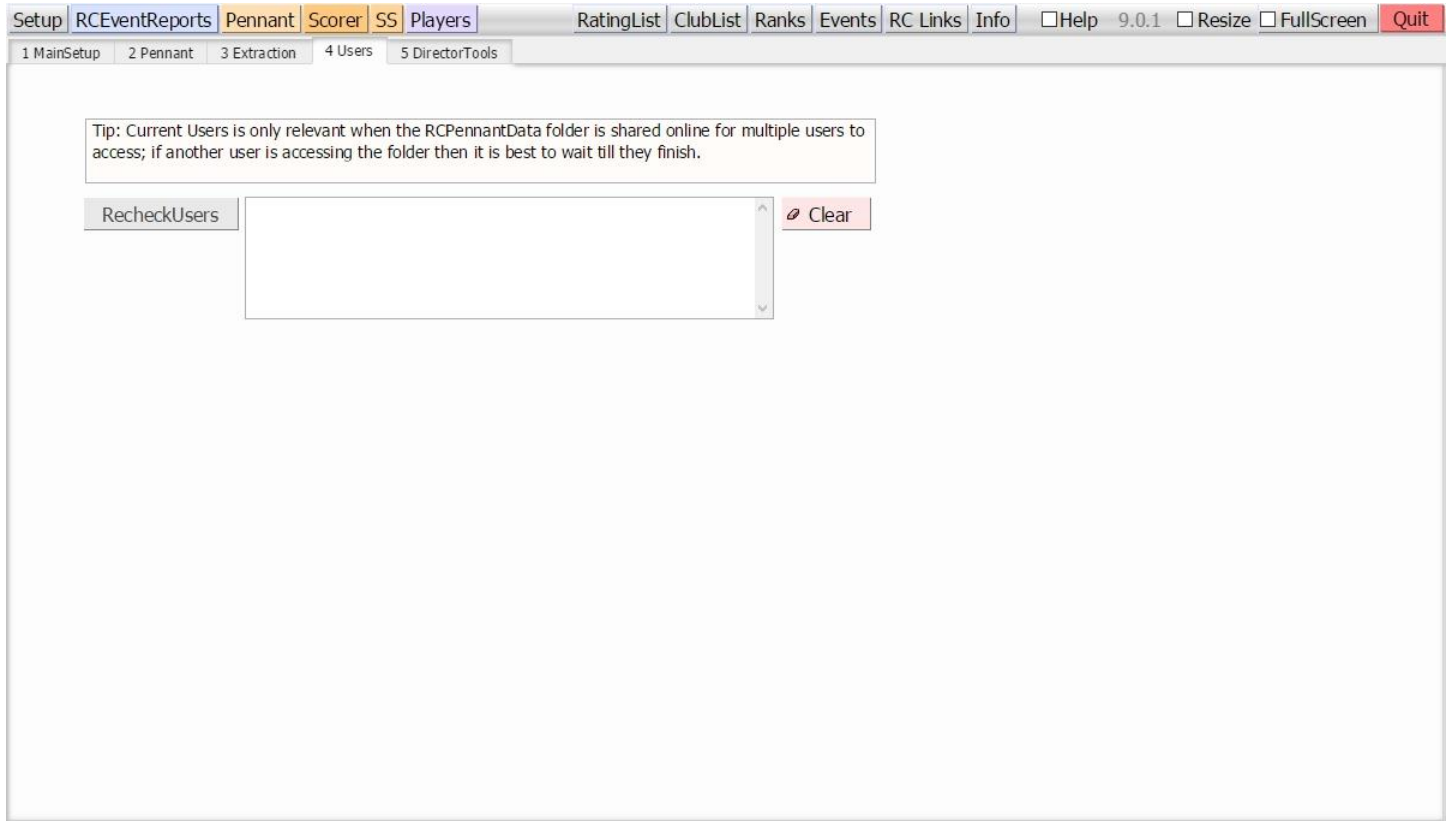 Setup RCEventReports Pennant Scorer SS Players RatingList ClubList Ranks Events RC Links Info Help 9.0.1 Resize FullScreen Quit
1 MainSetup 2 Pennant 3 Extraction 4 Users 5 DirectorTools
Tip: Current Users is only relevant when the RCPennantData folder is shared online for multiple users to
access; if another user is accessing the folder then it is best to wait till they finish.
RecheckUsers Clear